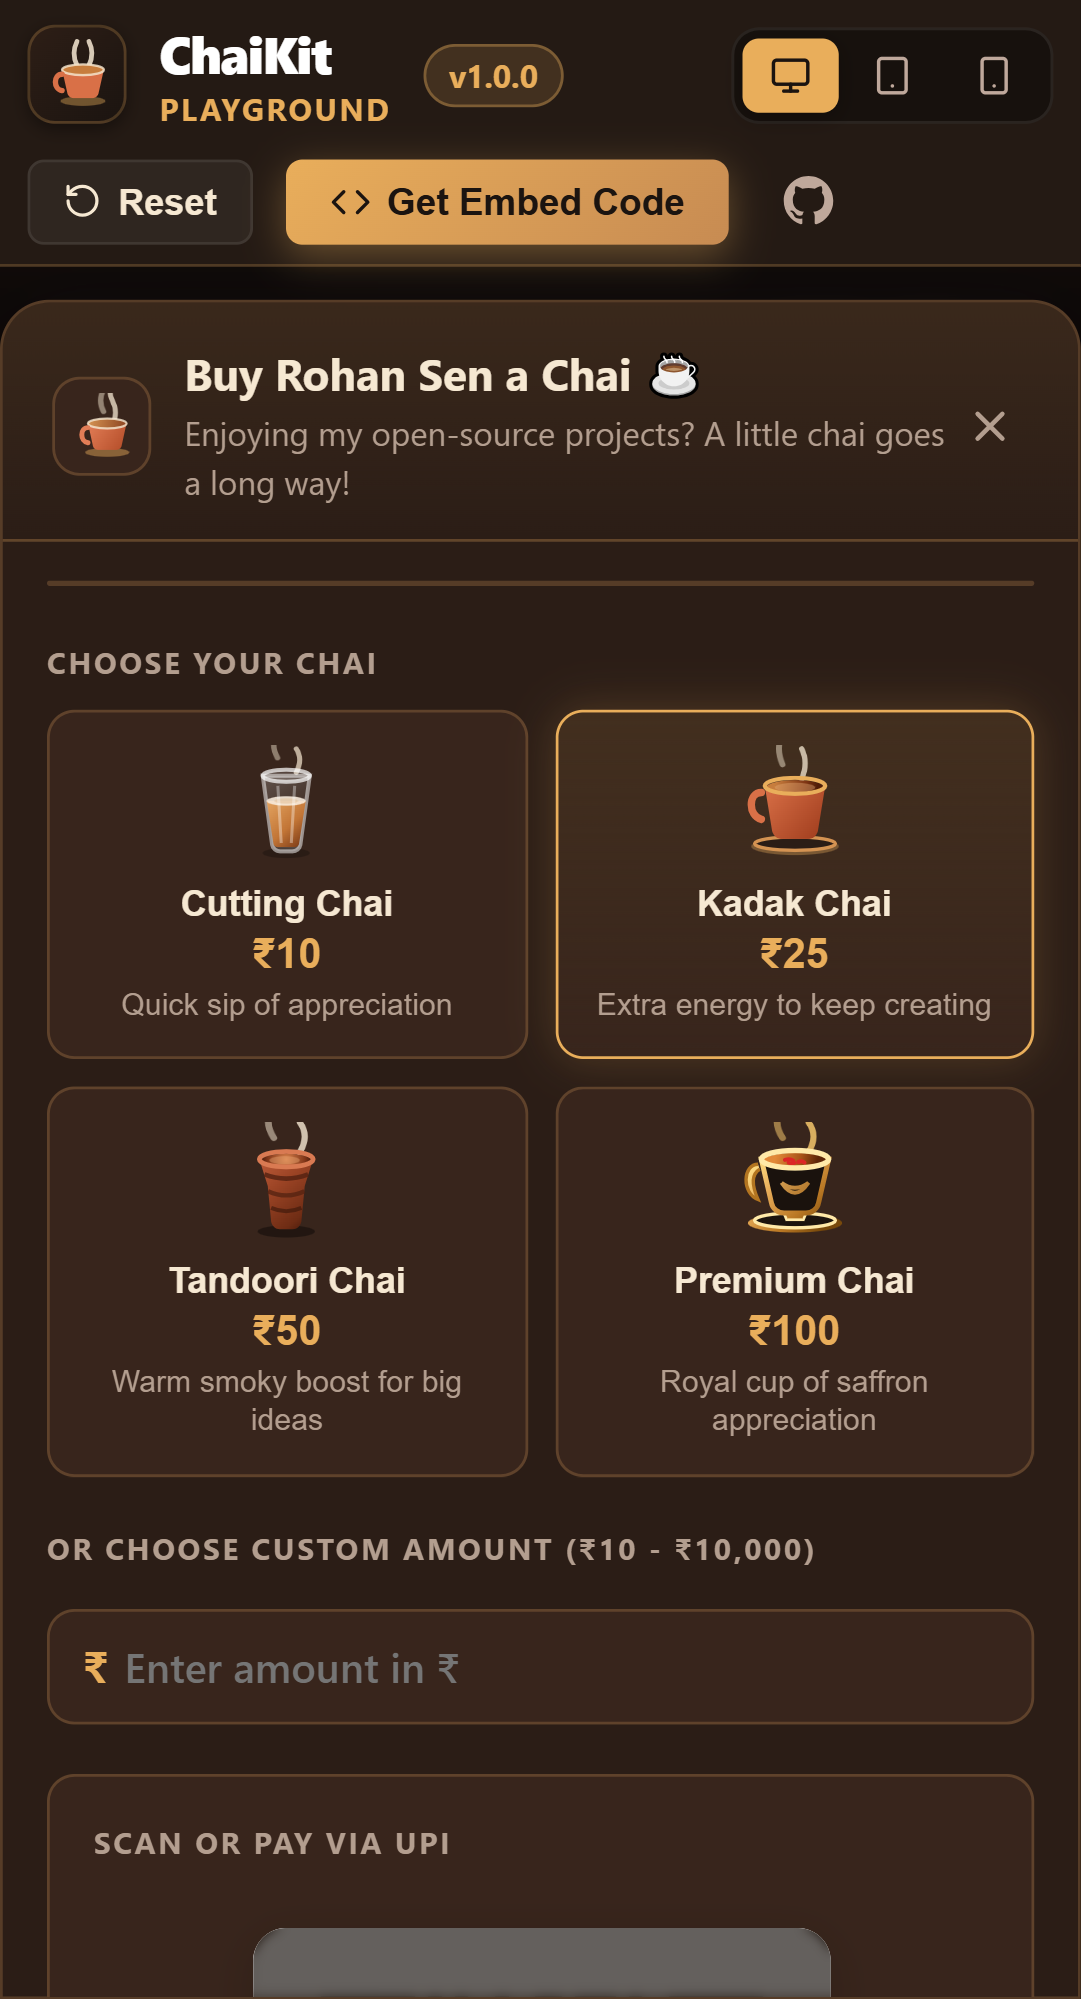 ChaiKit
PLAYGROUND
v1.0.0
Reset
Get Embed Code
Buy Rohan Sen a Chai ☕
Enjoying my open-source projects? A little chai goes
a long way!
CHOOSE YOUR CHAI
Cutting Chai
₹10
Quick sip of appreciation
Kadak Chai
₹25
Extra energy to keep creating
Tandoori Chai
₹50
Warm smoky boost for big
ideas
Premium Chai
₹100
Royal cup of saffron
appreciation
OR CHOOSE CUSTOM AMOUNT (₹10 - ₹10,000)
₹ Enter amount in ₹
SCAN OR PAY VIA UPI